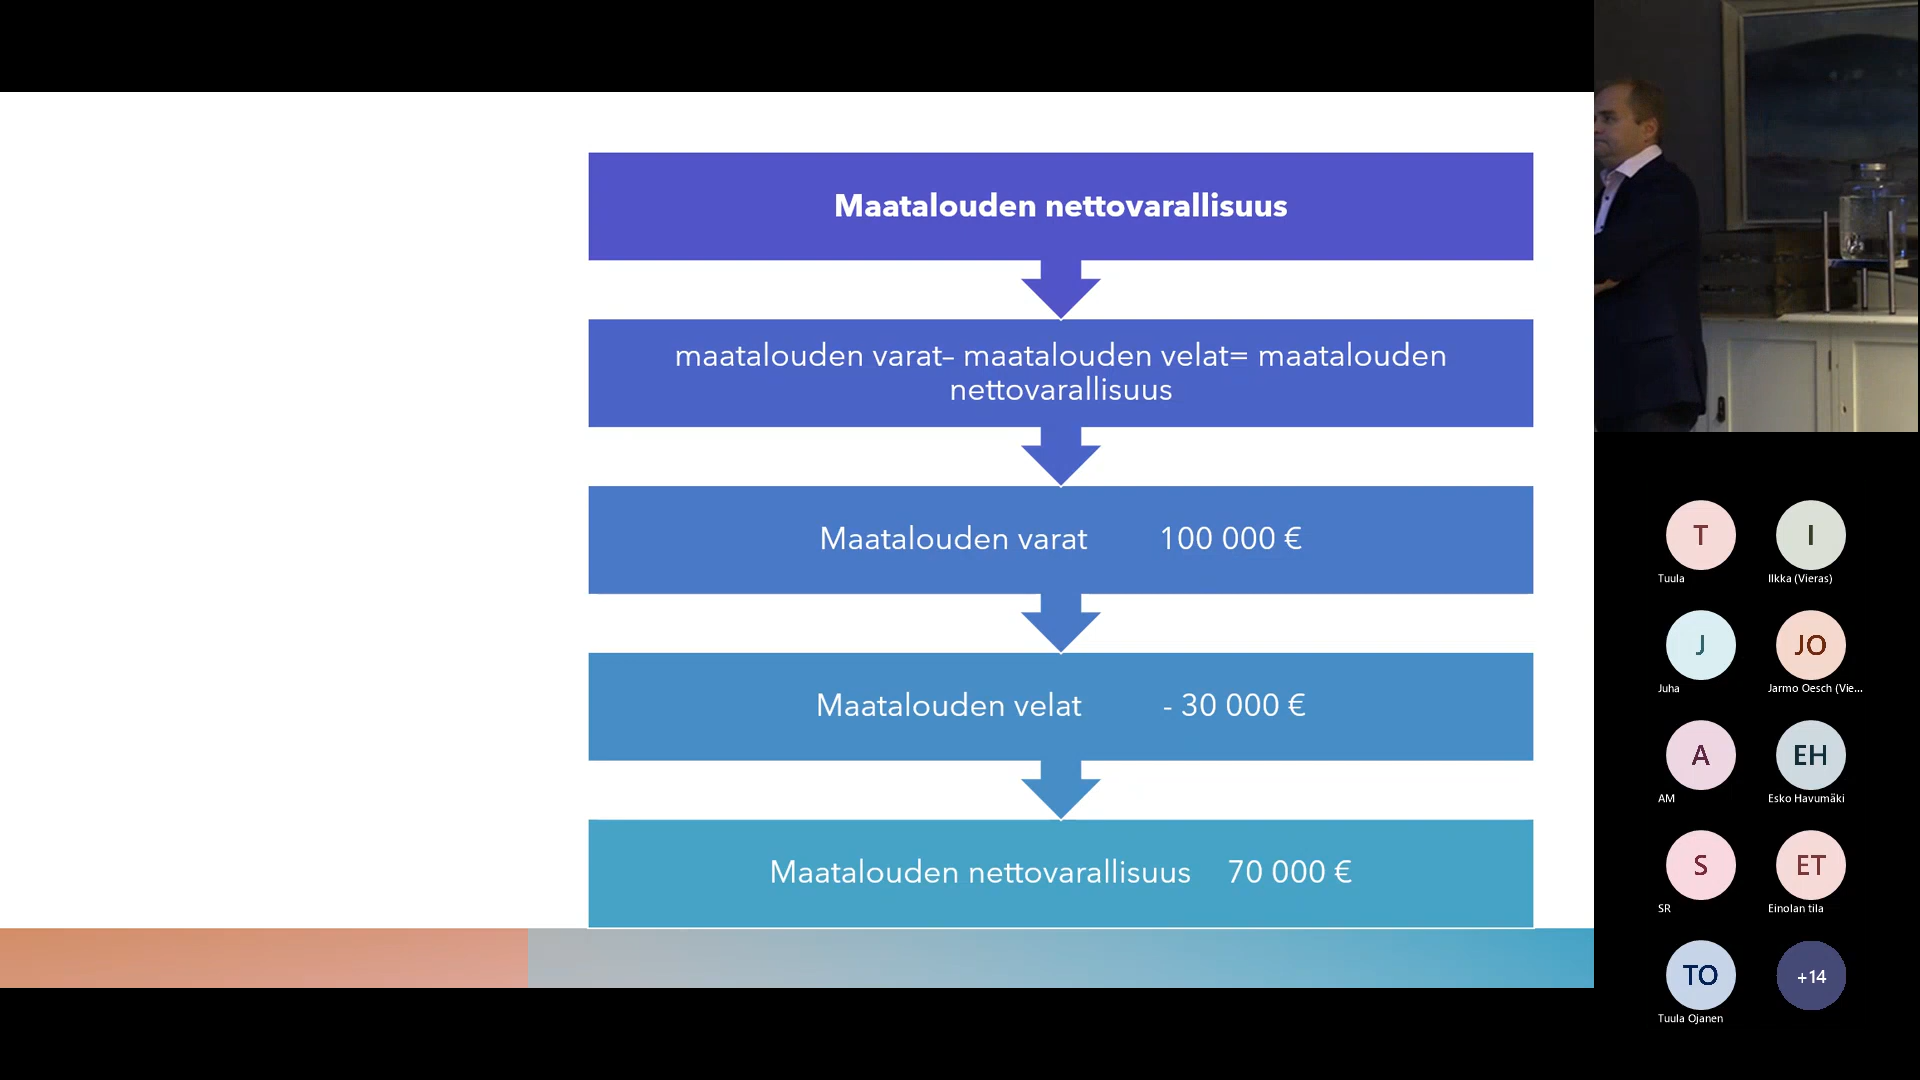 Maatalouden nettovarallisuus
maatalouden varat– maatalouden velat= maatalouden
nettovarallisuus
Maatalouden varat 100 000 €
Maatalouden velat - 30 000 €
Maatalouden nettovarallisuus 70 000 €
T
I
Tuula
Ilkka (Vieras)
J
JO
Juha
Jarmo Oesch (Vie...
A
EH
AM
Esko Havumäki
S
ET
SR
Einolan tila
TO
+14
Tuula Ojanen